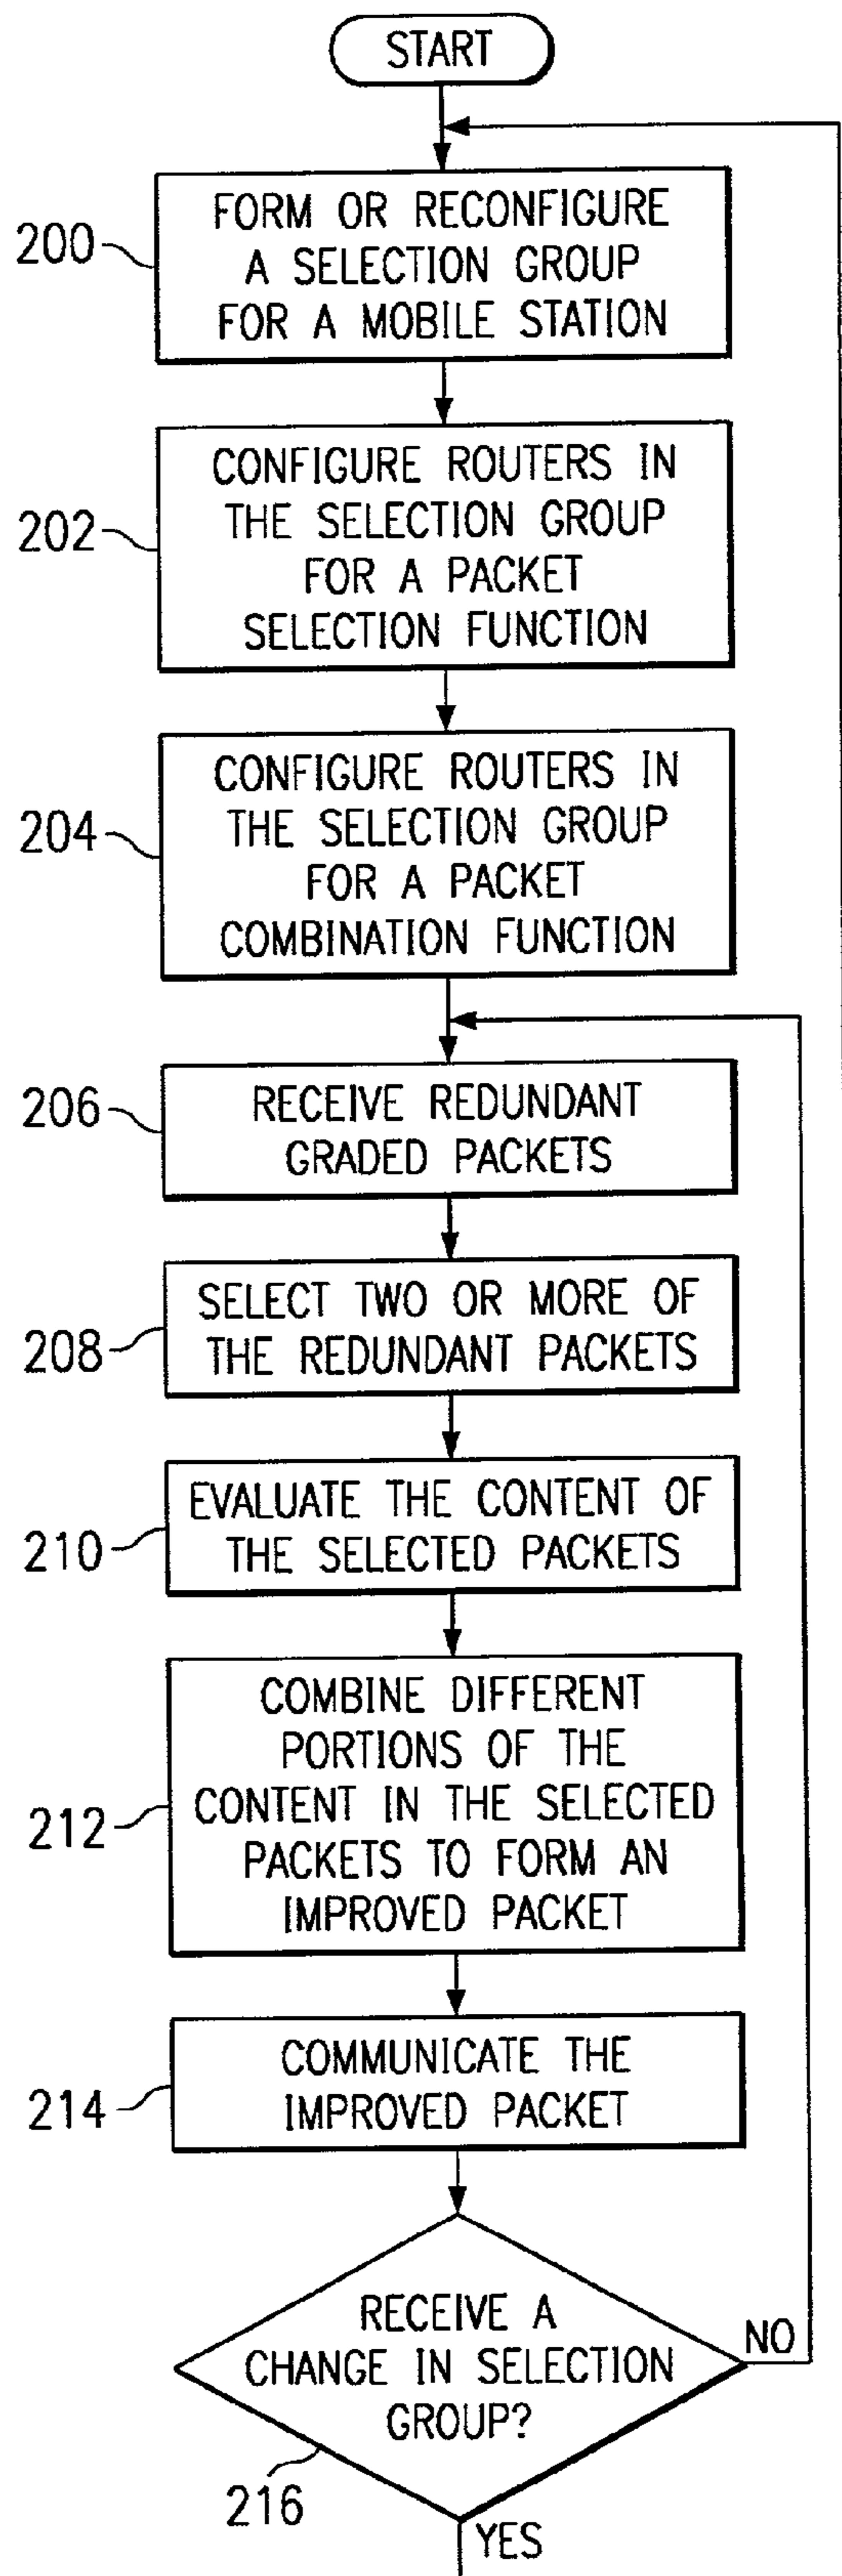 START
200
FORM OR RECONFIGURE
A SELECTION GROUP
FOR A MOBILE STATION
202
CONFIGURE ROUTERS IN
THE SELECTION GROUP
FOR A PACKET
SELECTION FUNCTION
204
CONFIGURE ROUTERS IN
THE SELECTION GROUP
FOR A PACKET
COMBINATION FUNCTION
206
RECEIVE REDUNDANT
GRADED PACKETS
208
SELECT TWO OR MORE OF
THE REDUNDANT PACKETS
210
EVALUATE THE CONTENT OF
THE SELECTED PACKETS
212
COMBINE DIFFERENT
PORTIONS OF THE
CONTENT IN THE SELECTED
PACKETS TO FORM AN
IMPROVED PACKET
214
COMMUNICATE THE
IMPROVED PACKET
RECEIVE A
CHANGE IN SELECTION
GROUP?
NO
216
YES